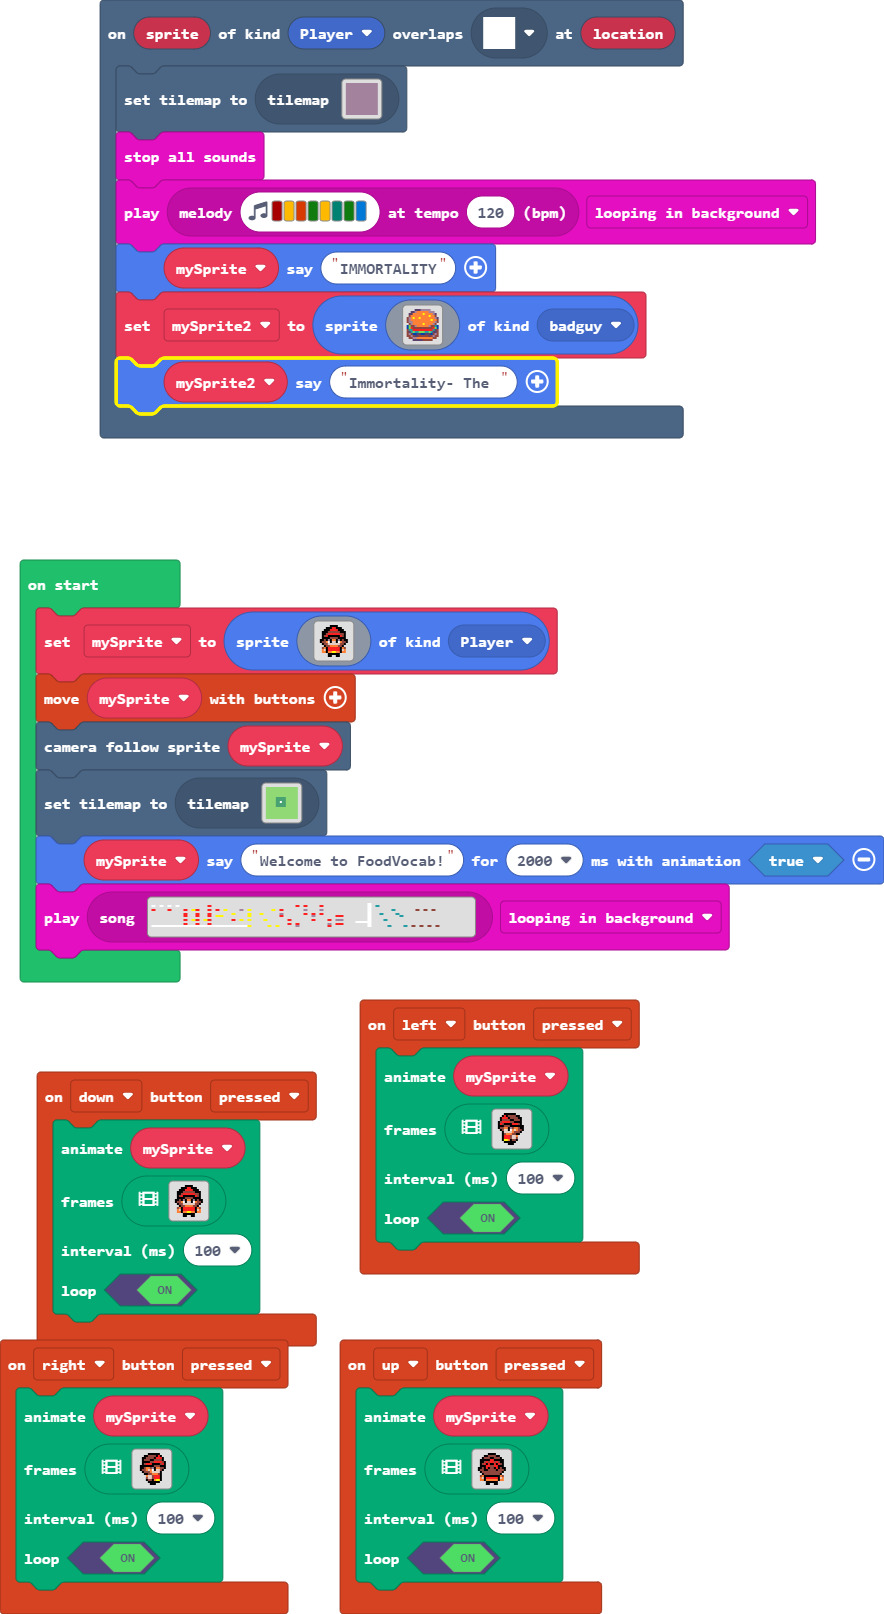 on sprite of kind Player overlaps at location
set tilemap to tilemap
stop all sounds
play melody at tempo 120 (bpm) looping in background
mySprite say "IMMORTALITY"
set mySprite2 to sprite of kind badguy
mySprite2 say "Immortality- The "
on start
set mySprite to sprite of kind Player
move mySprite with buttons
camera follow sprite mySprite
set tilemap to tilemap
mySprite say "Welcome to FoodVocab!" for 2000 ms with animation true
play song looping in background
on left button pressed
animate mySprite
frames
interval (ms) 100
loop ON
on down button pressed
animate mySprite
frames
interval (ms) 100
loop ON
on right button pressed
animate mySprite
frames
interval (ms) 100
loop ON
on up button pressed
animate mySprite
frames
interval (ms) 100
loop ON